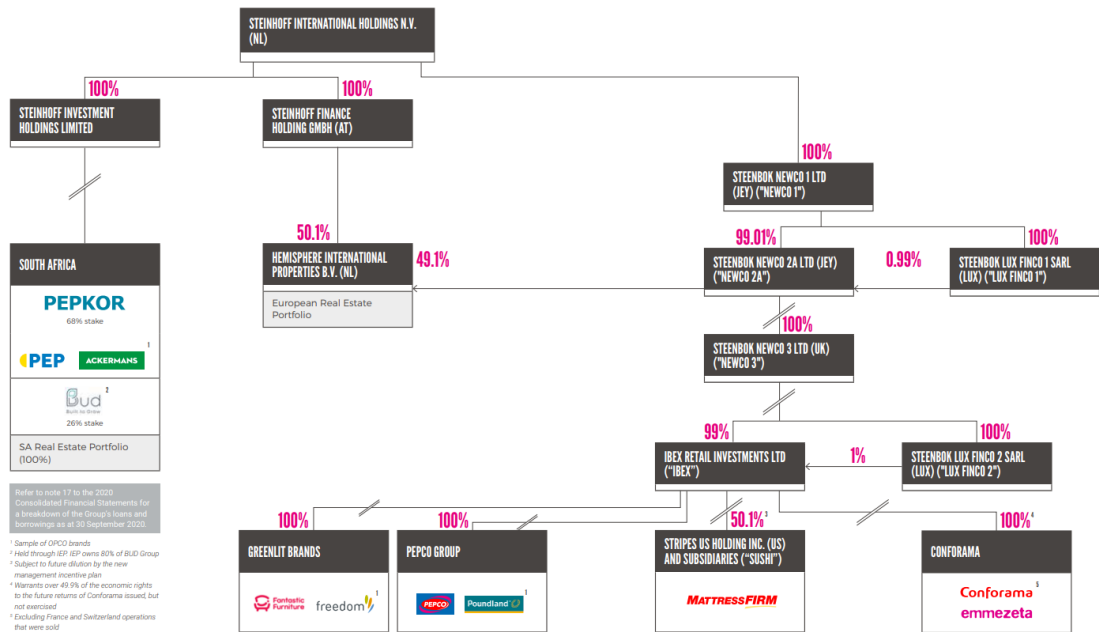 STEINHOFF INTERNATIONAL HOLDINGS N.V.
(NL)
100%
100%
STEINHOFF INVESTMENT
HOLDINGS LIMITED
STEINHOFF FINANCE
HOLDING GMBH (AT)
100%
STEENBOK NEWCO 1 LTD
(JEY) ("NEWCO 1")
50.1%
99.01%
100%
SOUTH AFRICA
HEMISPHERE INTERNATIONAL
PROPERTIES B.V. (NL)
49.1%
STEENBOK NEWCO 2A LTD (JEY)
("NEWCO 2A")
0.99%
STEENBOK LUX FINCO 1 SARL
(LUX) ("LUX FINCO 1")
European Real Estate
Portfolio
PEPKOR
68% stake
100%
STEENBOK NEWCO 3 LTD (UK)
("NEWCO 3")
PEP
ACKERMANS
1
Bud
2
Built-to-Grow
26% stake
SA Real Estate Portfolio
(100%)
99%
100%
IBEX RETAIL INVESTMENTS LTD
("IBEX")
1%
STEENBOK LUX FINCO 2 SARL
(LUX) ("LUX FINCO 2")
Refer to note 17 to the 2020
Consolidated Financial Statements for
a breakdown of the Group's loans and
borrowings as at 30 September 2020.
100%
100%
50.1% 3
100% 4
GREENLIT BRANDS
PEPCO GROUP
STRIPES US HOLDING INC. (US)
AND SUBSIDIARIES ("SUSHI")
CONFORAMA
Fantastic
Furniture
freedom
1
PEPCO
Poundland
1
MATTRESSFIRM
Conforama
5
emmezeta
1 Sample of OPCO brands
2 Held through IEP. IEP owns 80% of BUD Group
3 Subject to future dilution by the new
management incentive plan
4 Warrants over 49.9% of the economic rights
to the future returns of Conforama issued, but
not exercised
5 Excluding France and Switzerland operations
that were sold